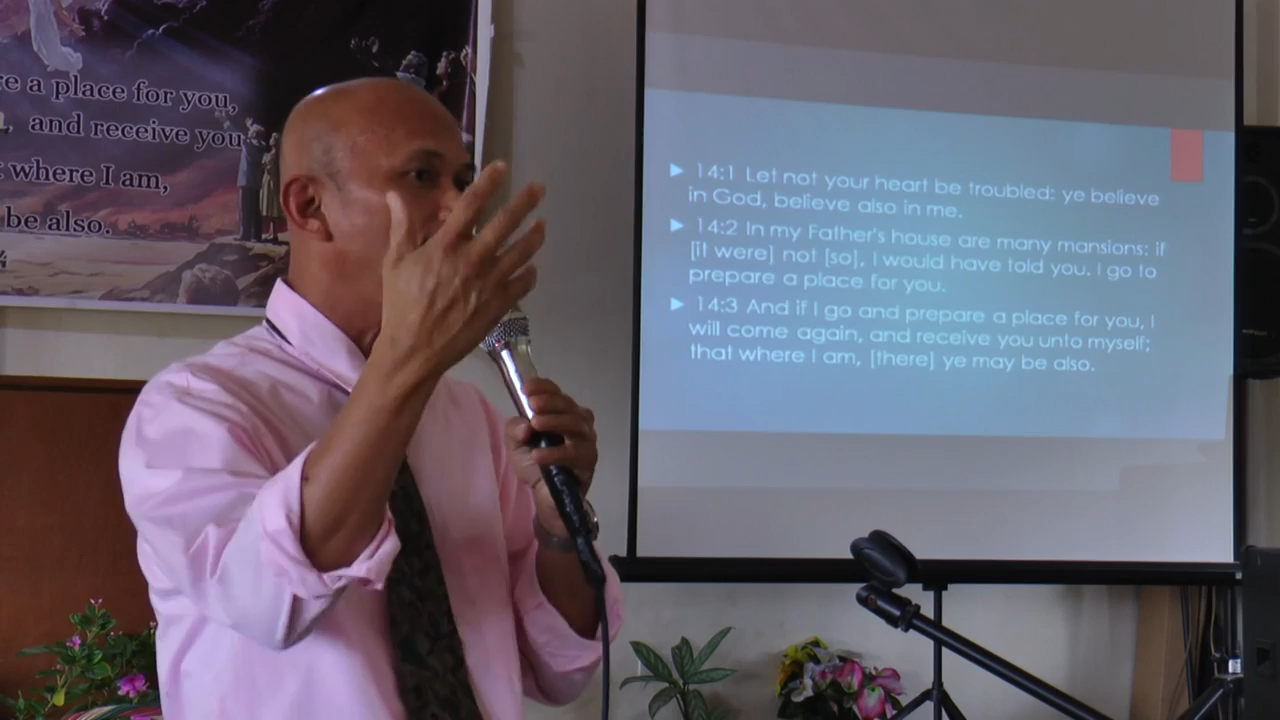 re a place for you,
, and receive you
where I am,
be also.
14:1 Let not your heart be troubled: ye believe
in God, believe also in me.
14:2 In my Father's house are many mansions: if
[it were] not [so], I would have told you. I go to
prepare a place for you.
14:3 And if I go and prepare a place for you, I
will come again, and receive you unto myself;
that where I am, [there] ye may be also.